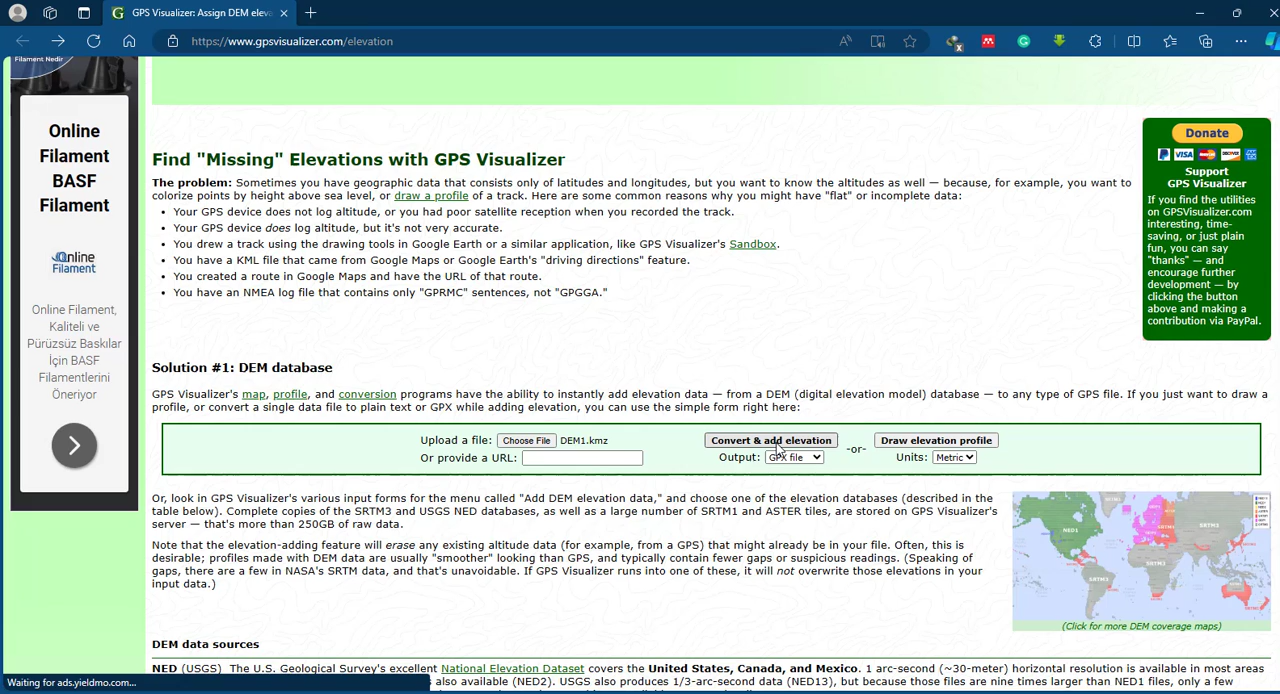 GPS Visualizer: Assign DEM eleva
https://www.gpsvisualizer.com/elevation
Filament Nedir
Online
Filament
BASF
Filament
Online
Filament
Online Filament,
Kaliteli ve
Pürüzsüz Baskılar
İçin BASF
Filamentlerini
Öneriyor
Find "Missing" Elevations with GPS Visualizer
The problem: Sometimes you have geographic data that consists only of latitudes and longitudes, but you want to know the altitudes as well — because, for example, you want to
colorize points by height above sea level, or draw a profile of a track. Here are some common reasons why you might have "flat" or incomplete data:
• Your GPS device does not log altitude, or you had poor satellite reception when you recorded the track.
• Your GPS device does log altitude, but it's not very accurate.
• You drew a track using the drawing tools in Google Earth or a similar application, like GPS Visualizer's Sandbox.
• You have a KML file that came from Google Maps or Google Earth's "driving directions" feature.
• You created a route in Google Maps and have the URL of that route.
• You have an NMEA log file that contains only "GPRMC" sentences, not "GPGGA."
Donate
VISA
Support
GPS Visualizer
If you find the utilities
on GPSVisualizer.com
interesting, time-
saving, or just plain
fun, you can say
"thanks" — and
encourage further
development — by
clicking the button
above and making a
contribution via PayPal.
Solution #1: DEM database
GPS Visualizer's map, profile, and conversion programs have the ability to instantly add elevation data — from a DEM (digital elevation model) database — to any type of GPS file. If you just want to draw a
profile, or convert a single data file to plain text or GPX while adding elevation, you can use the simple form right here:
Upload a file: Choose File DEM1.kmz
Or provide a URL:
Convert & add elevation
Output: GPX file
-or-
Draw elevation profile
Units: Metric
Or, look in GPS Visualizer's various input forms for the menu called "Add DEM elevation data," and choose one of the elevation databases (described in the
table below). Complete copies of the SRTM3 and USGS NED databases, as well as a large number of SRTM1 and ASTER tiles, are stored on GPS Visualizer's
server — that's more than 250GB of raw data.
Note that the elevation-adding feature will erase any existing altitude data (for example, from a GPS) that might already be in your file. Often, this is
desirable; profiles made with DEM data are usually "smoother" looking than GPS, and typically contain fewer gaps or suspicious readings. (Speaking of
gaps, there are a few in NASA's SRTM data, and that's unavoidable. If GPS Visualizer runs into one of these, it will not overwrite those elevations in your
input data.)
NED1
SRTM3
SRTM3
SRTM3
(Click for more DEM coverage maps)
DEM data sources
NED (USGS) The U.S. Geological Survey's excellent National Elevation Dataset covers the United States, Canada, and Mexico. 1 arc-second (~30-meter) horizontal resolution is available in most areas
also available (NED2). USGS also produces 1/3-arc-second data (NED13), but because those files are nine times larger than NED1 files, only a few
Waiting for ads.yieldmo.com...